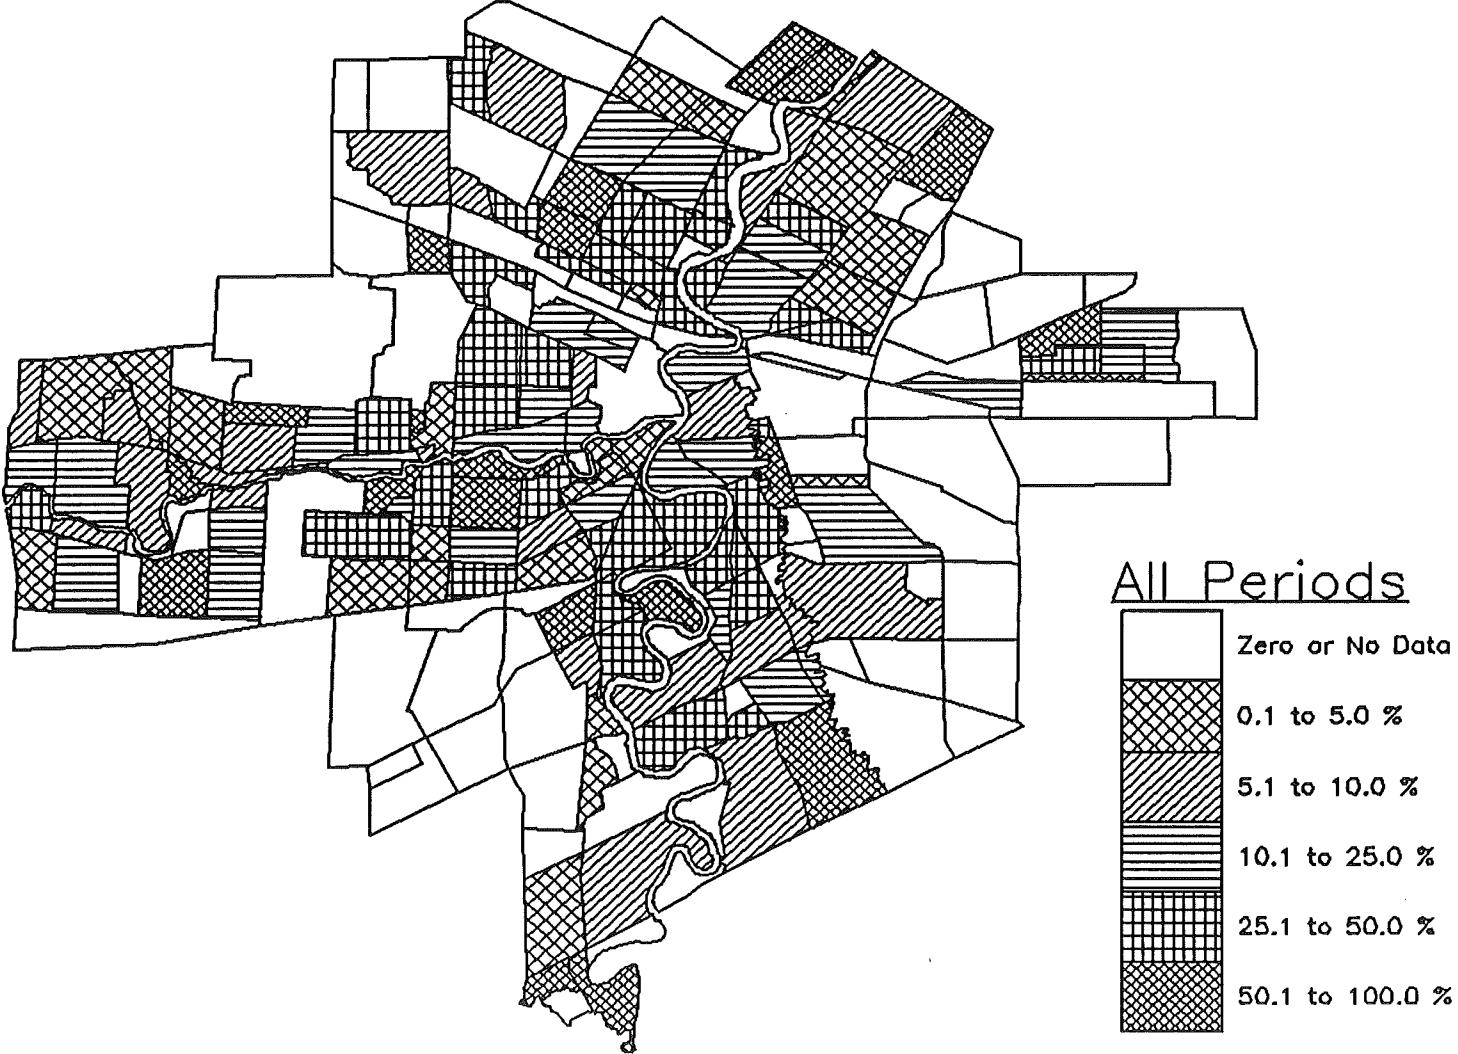 All Periods
Zero or No Data
0.1 to 5.0 %
5.1 to 10.0 %
10.1 to 25.0 %
25.1 to 50.0 %
50.1 to 100.0 %